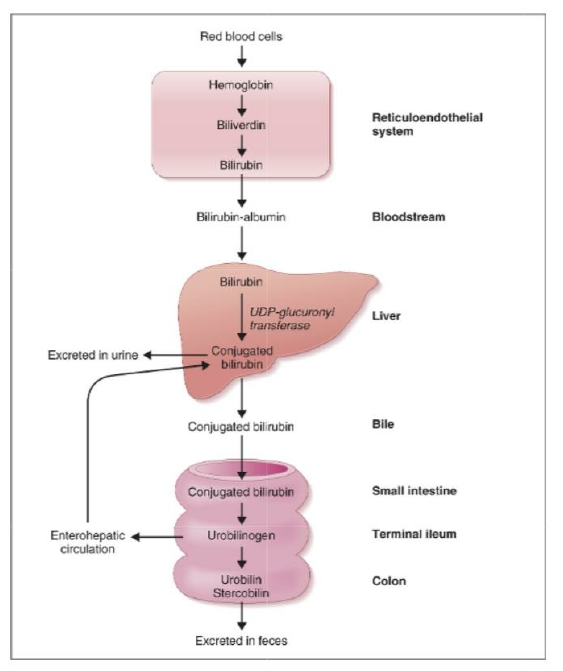 Red blood cells
Hemoglobin
Biliverdin
Bilirubin
Reticuloendothelial
system
Bilirubin-albumin
Bloodstream
Bilirubin
UDP-glucuronyl
transferase
Liver
Excreted in urine
Conjugated
bilirubin
Conjugated bilirubin
Bile
Conjugated bilirubin
Small intestine
Enterohepatic
circulation
Urobilinogen
Terminal ileum
Urobilin
Stercobilin
Colon
Excreted in feces